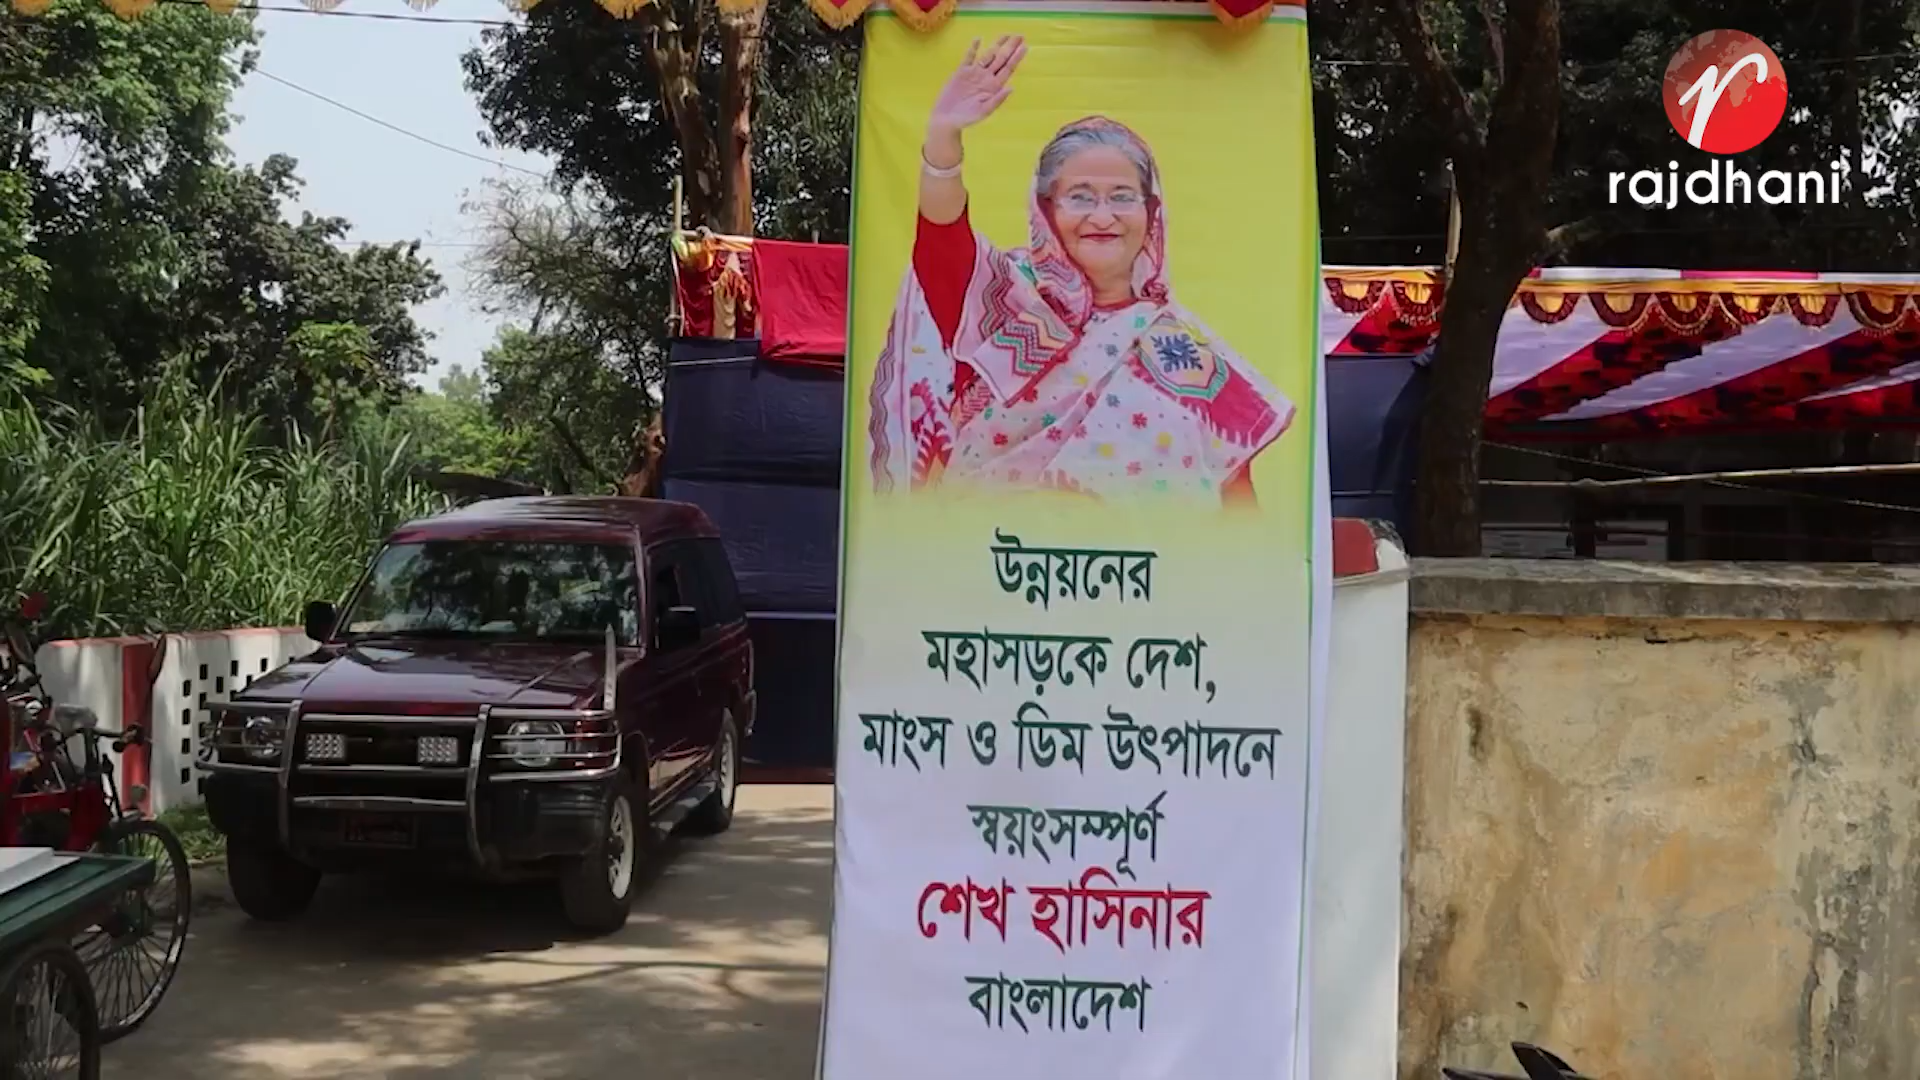 rajdhani
উন্নয়নের
মহাসড়কে দেশ,
মাংস ও ডিম উৎপাদনে
স্বয়ংসম্পূর্ণ
শেখ হাসিনার
বাংলাদেশ